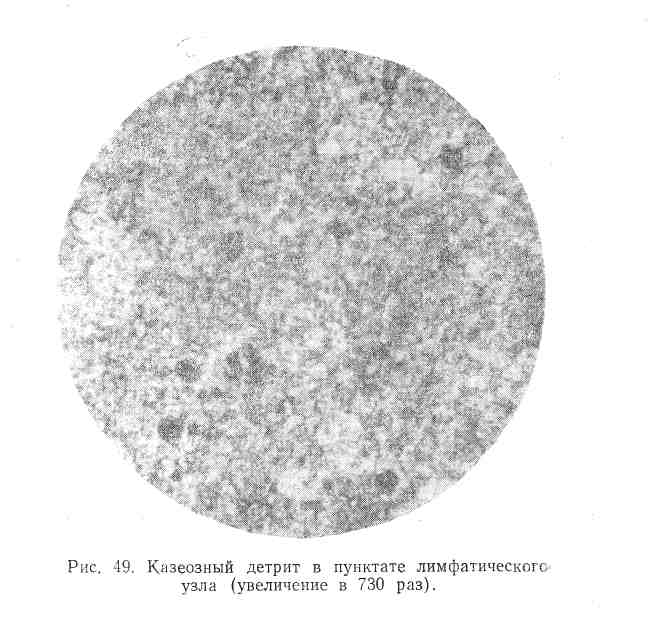 Рис. 49. Казеозный детрит в пунктате лимфатического
узла (увеличение в 730 раз).